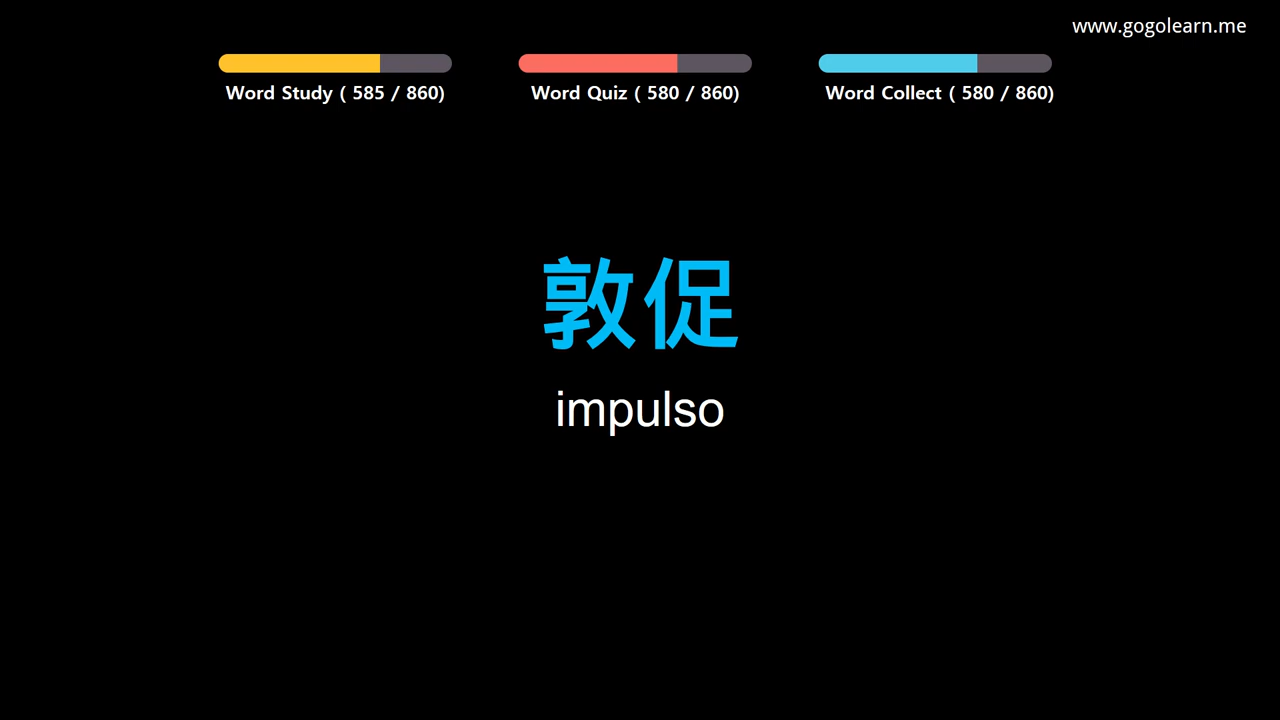 www.gogolearn.me
Word Study ( 585 / 860)
Word Quiz ( 580 / 860)
Word Collect ( 580 / 860)
敦促
impulso